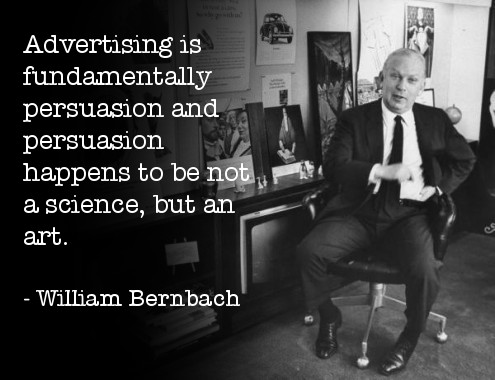 Advertising is
fundamentally
persuasion and
persuasion
happens to be not
a science, but an
art.
- William Bernbach